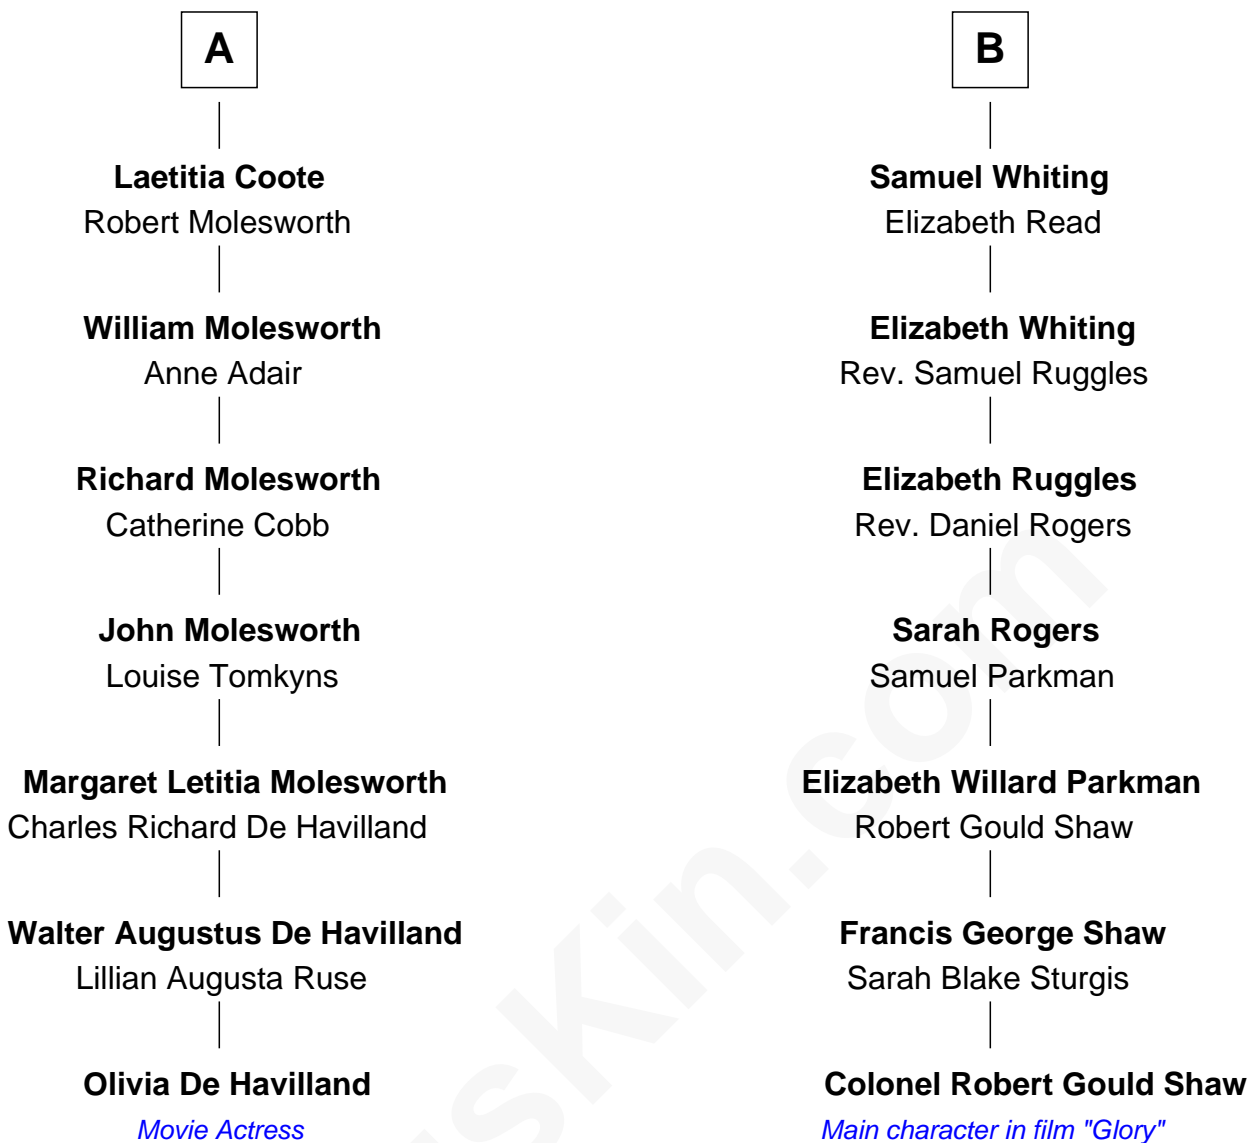 A
Laetitia Coote
Robert Molesworth
William Molesworth
Anne Adair
Richard Molesworth
Catherine Cobb
John Molesworth
Louise Tomkyns
Margaret Letitia Molesworth
Charles Richard De Havilland
Walter Augustus De Havilland
Lillian Augusta Ruse
Olivia De Havilland
Movie Actress
B
Samuel Whiting
Elizabeth Read
Elizabeth Whiting
Rev. Samuel Ruggles
Elizabeth Ruggles
Rev. Daniel Rogers
Sarah Rogers
Samuel Parkman
Elizabeth Willard Parkman
Robert Gould Shaw
Francis George Shaw
Sarah Blake Sturgis
Colonel Robert Gould Shaw
Main character in film "Glory"
usKin.com